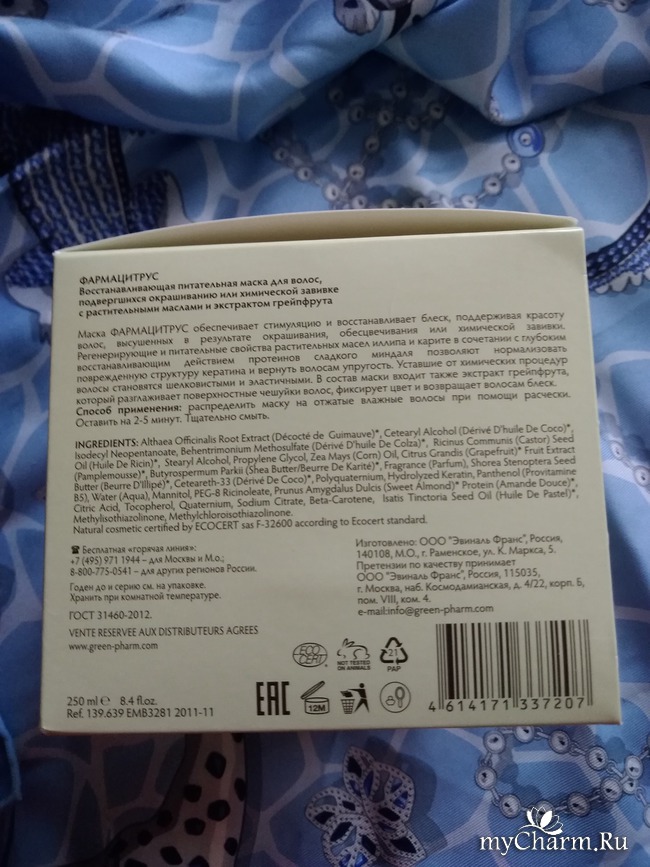 ФАРМАЦИТРУС
Восстанавливающая питательная маска для волос,
подвергшихся окрашиванию или химической завивке
с растительными маслами и экстрактом грейпфрута
Маска ФАРМАЦИТРУС обеспечивает стимуляцию и восстанавливает блеск, поддерживая красоту
волос, высушенных в результате окрашивания, обесцвечивания или химической завивки.
Регенерирующие и питательные свойства растительных масел иллипа и карите в сочетании с глубоким
восстанавливающим действием протеинов сладкого миндаля позволяют нормализовать
поврежденную структуру кератина и вернуть волосам упругость. Уставшие от химических процедур
волосы становятся шелковистыми и эластичными. В состав маски входит также экстракт грейпфрута,
который разглаживает поверхностные чешуйки волос, фиксирует цвет и возвращает волосам блеск.
Способ применения: распределить маску на отжатые влажные волосы при помощи расчески.
Оставить на 2-5 минут. Тщательно смыть.
INGREDIENTS: Althaea Officinalis Root Extract (Décocté de Guimauve)*, Cetearyl Alcohol (Dérivé D'huile De Coco)*,
Isodecyl Neopentanoate, Behentrimonium Methosulfate (Dérivé D'huile De Colza)*, Ricinus Communis (Castor) Seed
Oil (Huile De Ricin)*, Stearyl Alcohol, Propylene Glycol, Zea Mays (Corn) Oil, Citrus Grandis (Grapefruit)* Fruit Extract
(Pamplemousse)*, Butyrospermum Parkii (Shea Butter/Beurre De Karité)*, Fragrance (Parfum), Shorea Stenoptera Seed
Butter (Beurre D'Illipé)*, Ceteareth-33 (Dérivé De Coco)*, Polyquaternium, Hydrolyzed Keratin, Panthenol (Provitamine
B5), Water (Aqua), Mannitol, PEG-8 Ricinoleate, Prunus Amygdalus Dulcis (Sweet Almond)* Protein (Amande Douce)*,
Citric Acid, Tocopherol, Quaternium, Sodium Citrate, Beta-Carotene, Isatis Tinctoria Seed Oil (Huile De Pastel)*,
Methylisothiazolinone, Methylchloroisothiazolinone.
Natural cosmetic certified by ECOCERT sas F-32600 according to Ecocert standard.
Бесплатная «горячая линия»:
+7 (495) 971 1944 – для Москвы и М.о.;
8-800-775-0541 – для других регионов России.
Годен до и серию см. на упаковке.
Хранить при комнатной температуре.
ГОСТ 31460-2012.
VENTE RESERVEE AUX DISTRIBUTEURS AGREES
www.green-pharm.com
Изготовлено: ООО "Эвиналь Франс", Россия,
140108, М.О., г. Раменское, ул. К. Маркса, 5.
Претензии по качеству принимает
ООО "Эвиналь Франс", Россия, 115035,
г. Москва, наб. Космодамианская, д. 4/22, корп. Б,
пом. VIII, ком. 4.
e-mail:info@green-pharm.com
ECO CERT
NOT TESTED
ON ANIMALS
21
PAP
250 ml e 8.4 fl.oz.
Ref. 139.639 EMB3281 2011-11
EAC
12M
4 614171 337207
myCharm.Ru